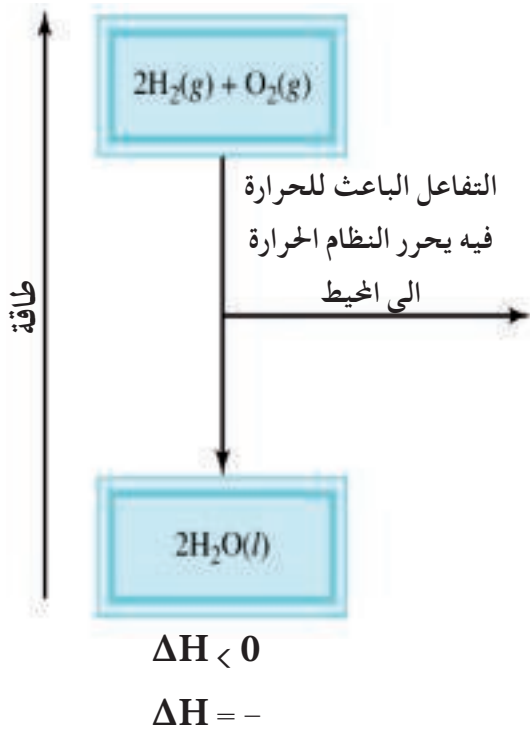 2H₂(g) + O₂(g)
التفاعل الباعث للحرارة
فيه يحرر النظام الحرارة
الى المحيط
طاقة
2H₂O(l)
ΔH < 0
ΔH = −